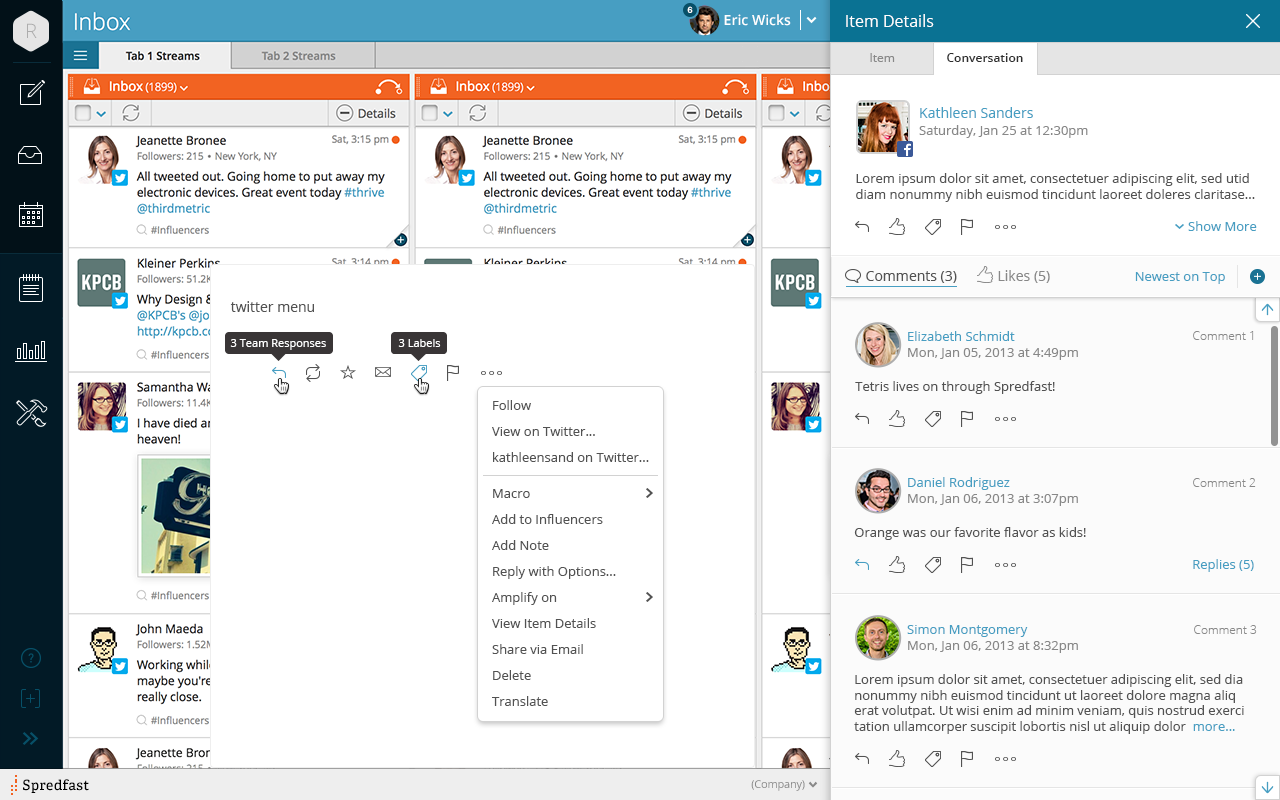 R
Inbox
6
Eric Wicks
Tab 1 Streams
Tab 2 Streams
Inbox (1899)
Details
Jeanette Bronee
Sat, 3:15 pm
Followers: 215 • New York, NY
All tweeted out. Going home to put away my
electronic devices. Great event today #thrive
@thirdmetric
#Influencers
Kleiner Perkins
Sat, 3:14 pm
KPCB
Followers: 51.2K
Why Design &
@KPCB's @jo
http://kpcb.co
#Influencers
Samantha Wa
Followers: 11.4K
I have died an
heaven!
#Influencers
John Maeda
Followers: 1.52M
Working while
maybe you're
really close.
#Influencers
Jeanette Bron
Inbox (1899)
Details
Jeanette Bronee
Sat, 3:15 pm
Followers: 215 • New York, NY
All tweeted out. Going home to put away my
electronic devices. Great event today #thrive
@thirdmetric
#Influencers
Kleiner Perkins
Sat, 3:14 pm
Inbo
KPCB
twitter menu
3 Team Responses
3 Labels
Follow
View on Twitter...
kathleensand on Twitter...
Macro
Add to Influencers
Add Note
Reply with Options...
Amplify on
View Item Details
Share via Email
Delete
Translate
Item Details
Item
Conversation
Kathleen Sanders
Saturday, Jan 25 at 12:30pm
Lorem ipsum dolor sit amet, consectetuer adipiscing elit, sed utid
diam nonummy nibh euismod tincidunt laoreet doleres claritase...
Show More
Comments (3)
Likes (5)
Newest on Top
Elizabeth Schmidt
Comment 1
Mon, Jan 05, 2013 at 4:49pm
Tetris lives on through Spredfast!
Daniel Rodriguez
Comment 2
Mon, Jan 06, 2013 at 3:07pm
Orange was our favorite flavor as kids!
Replies (5)
Simon Montgomery
Comment 3
Mon, Jan 06, 2013 at 8:32pm
Lorem ipsum dolor sit amet, consectetuer adipiscing elit, sed dia
nonummy nibh euismod tincidunt ut laoreet dolore magna aliq
erat volutpat. Ut wisi enim ad minim veniam, quis nostrud exerci
tation ullamcorper suscipit lobortis nisl ut aliquip dolor more...
Spredfast
(Company)